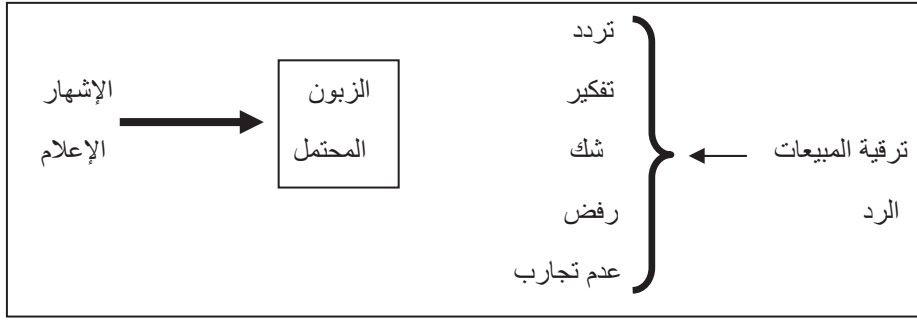 تردد
تفكير
شك
رفض
عدم تجارب
ترقية المبيعات
الرد
الزبون
المحتمل
الإشهار
الإعلام